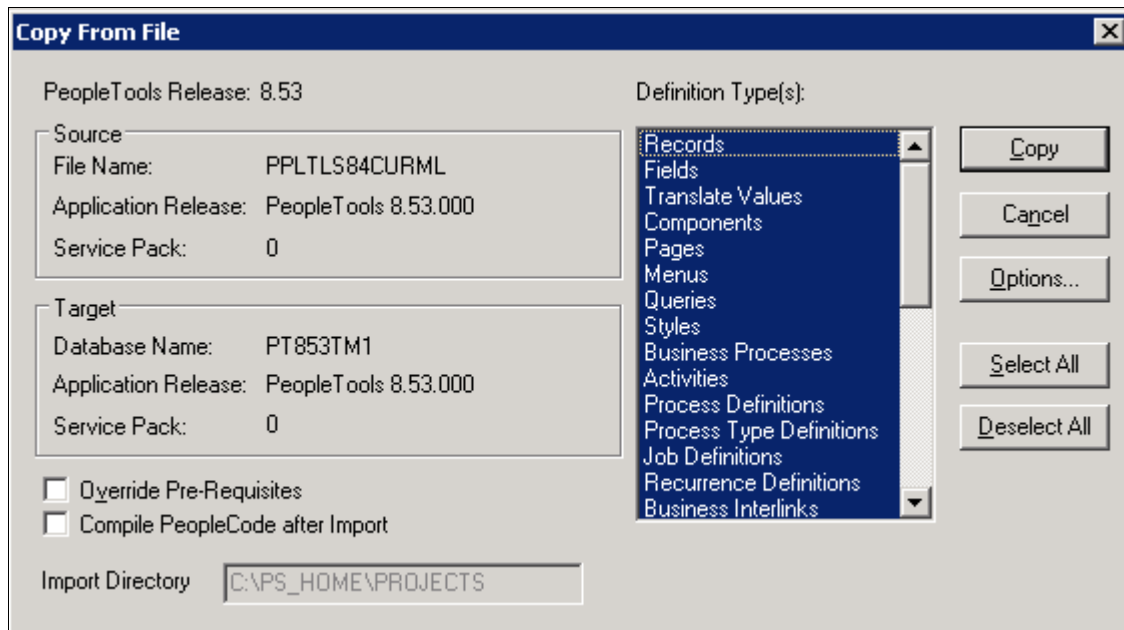 Copy From File
PeopleTools Release: 8.53
Source
File Name: PPLTLS84CURML
Application Release: PeopleTools 8.53.000
Service Pack: 0
Target
Database Name: PT853TM1
Application Release: PeopleTools 8.53.000
Service Pack: 0
Override Pre-Requisites
Compile PeopleCode after Import
Import Directory C:\PS_HOME\PROJECTS
Definition Type(s):
Records
Fields
Translate Values
Components
Pages
Menus
Queries
Styles
Business Processes
Activities
Process Definitions
Process Type Definitions
Job Definitions
Recurrence Definitions
Business Interlinks
Copy
Cancel
Options...
Select All
Deselect All